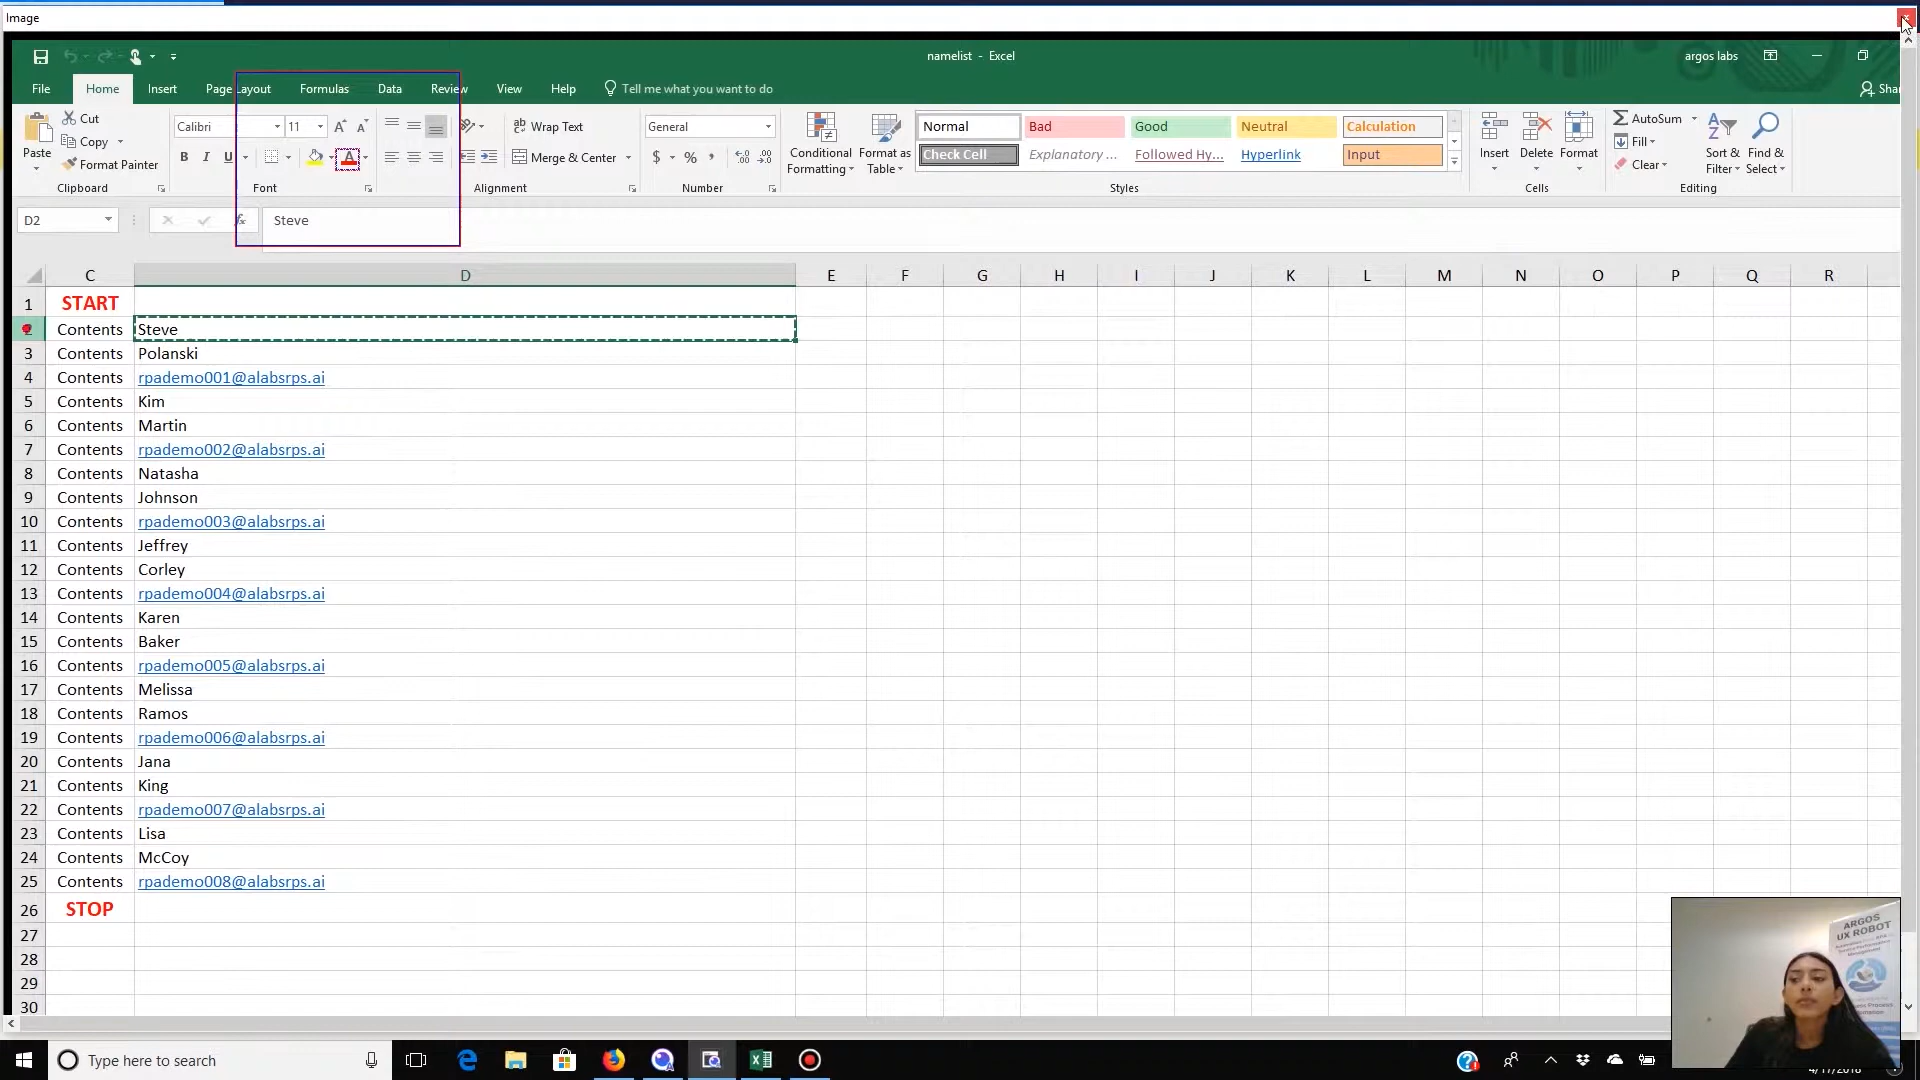 Image
namelist - Excel
argos labs
File Home Insert Page Layout Formulas Data Review View Help Tell me what you want to do Shar
Paste Cut Copy Format Painter
Calibri 11
B I U
Wrap Text
Merge & Center
General
$ % ,
Conditional Formatting
Format as Table
Normal Bad Good Neutral Calculation
Check Cell Explanatory ... Followed Hy... Hyperlink Input
Insert Delete Format
AutoSum
Fill
Clear
Sort & Filter
Find & Select
Clipboard Font Alignment Number Styles Cells Editing
D2 fx Steve
C D E F G H I J K L M N O P Q R
1 START
Contents Steve
3 Contents Polanski
4 Contents rpademo001@alabsrps.ai
5 Contents Kim
6 Contents Martin
7 Contents rpademo002@alabsrps.ai
8 Contents Natasha
9 Contents Johnson
10 Contents rpademo003@alabsrps.ai
11 Contents Jeffrey
12 Contents Corley
13 Contents rpademo004@alabsrps.ai
14 Contents Karen
15 Contents Baker
16 Contents rpademo005@alabsrps.ai
17 Contents Melissa
18 Contents Ramos
19 Contents rpademo006@alabsrps.ai
20 Contents Jana
21 Contents King
22 Contents rpademo007@alabsrps.ai
23 Contents Lisa
24 Contents McCoy
25 Contents rpademo008@alabsrps.ai
26 STOP
27
28
29
30
ARGOS
UX ROBOT
Type here to search
4/17/2018